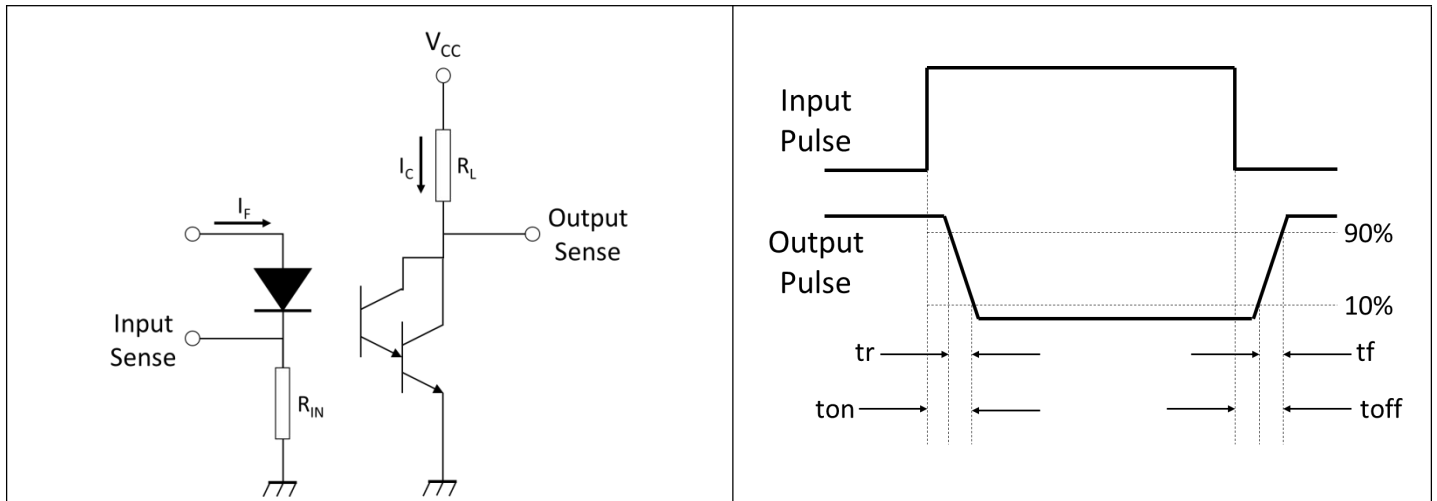 V_CC
I_C
R_L
I_F
Output
Sense
Input
Sense
R_IN
Input
Pulse
Output
Pulse
90%
10%
tr
tf
ton
toff